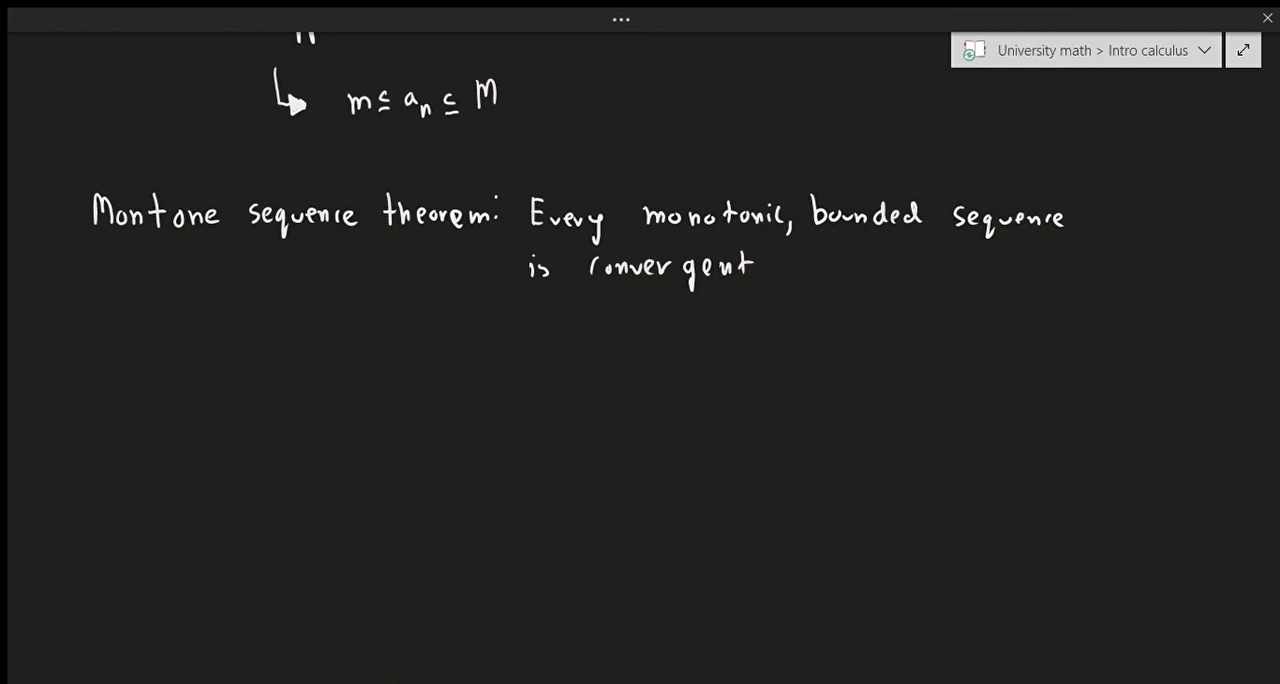 University math > Intro calculus
m ≤ aₙ ≤ M
Montone sequence theorem: Every monotonic, bounded sequence
is convergent